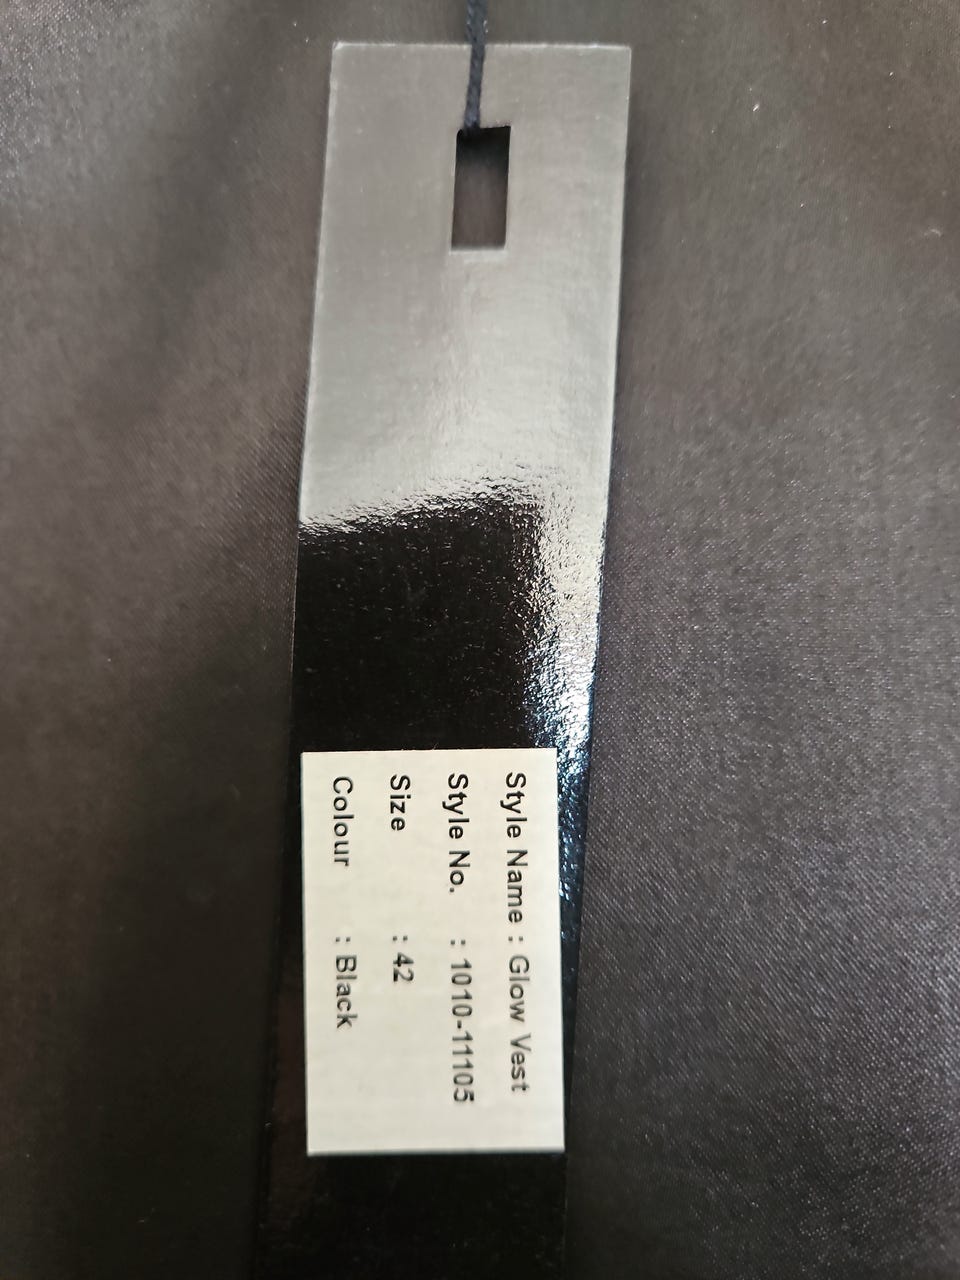 Style Name : Glow Vest
Style No. : 1010-11105
Size : 42
Colour : Black